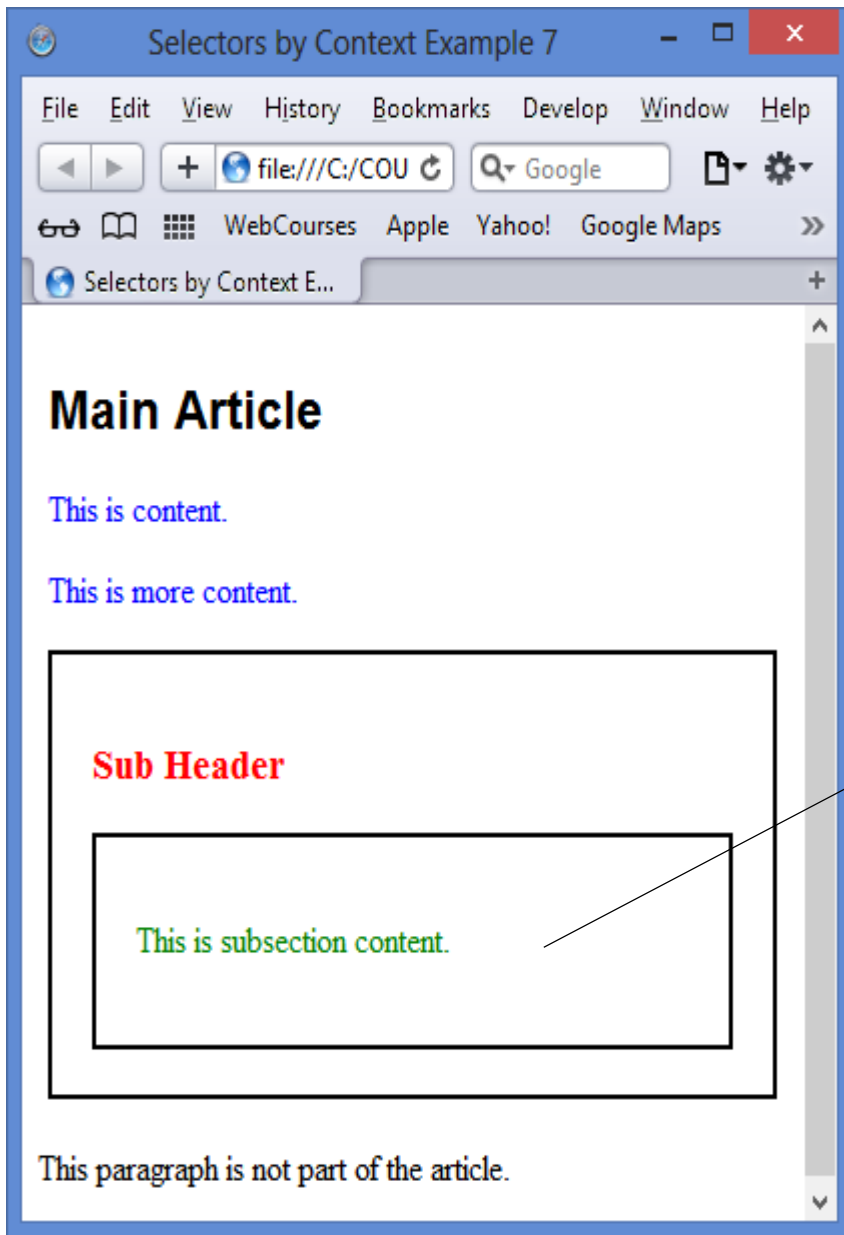 Selectors by Context Example 7
File Edit View History Bookmarks Develop Window Help
file:///C:/COU Google
WebCourses Apple Yahoo! Google Maps
Selectors by Context E...
Main Article
This is content.
This is more content.
Sub Header
This is subsection content.
This paragraph is not part of the article.